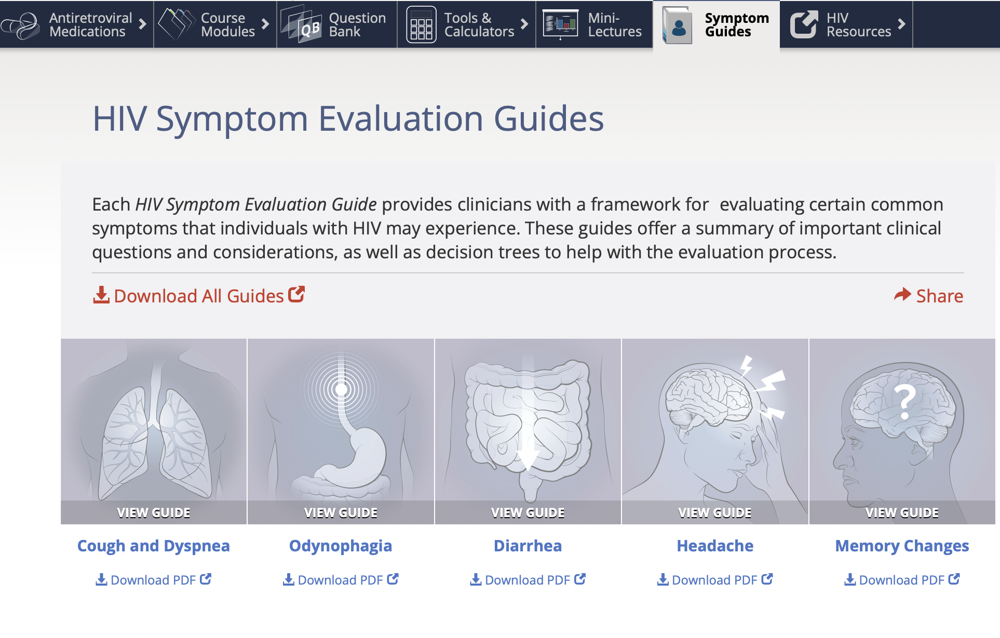 Antiretroviral
Medications
Course
Modules
QB
Question
Bank
Tools &
Calculators
Mini-
Lectures
Symptom
Guides
HIV
Resources
HIV Symptom Evaluation Guides
Each HIV Symptom Evaluation Guide provides clinicians with a framework for  evaluating certain common
symptoms that individuals with HIV may experience. These guides offer a summary of important clinical
questions and considerations, as well as decision trees to help with the evaluation process.
Download All Guides
Share
?
VIEW GUIDE
VIEW GUIDE
VIEW GUIDE
VIEW GUIDE
VIEW GUIDE
Cough and Dyspnea
Odynophagia
Diarrhea
Headache
Memory Changes
Download PDF
Download PDF
Download PDF
Download PDF
Download PDF